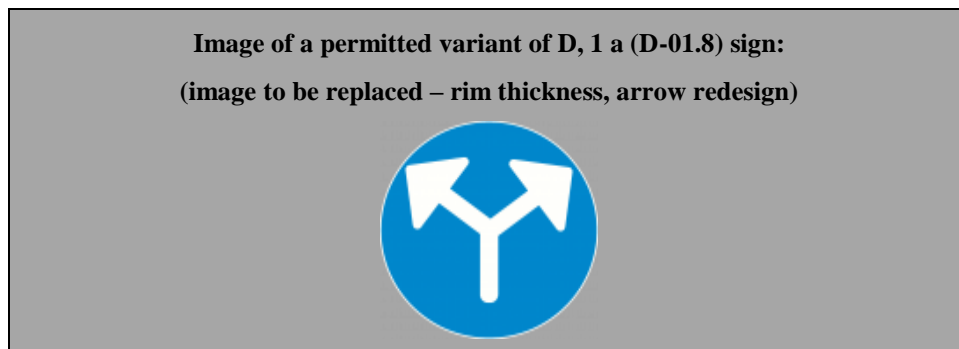 Image of a permitted variant of D, 1 a (D-01.8) sign:
(image to be replaced – rim thickness, arrow redesign)